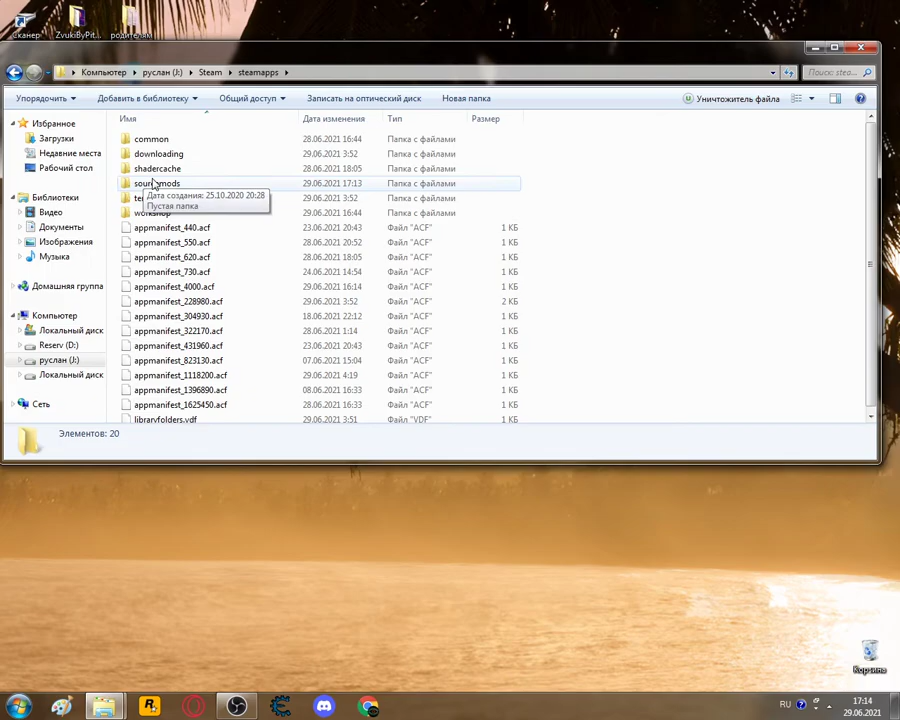 Сканер ZvukiByPit... родителям
Компьютер руслан (J:) Steam steamapps
Поиск: stea...
Упорядочить Добавить в библиотеку Общий доступ Записать на оптический диск Новая папка Уничтожитель файла
Имя Дата изменения Тип Размер
Избранное
Загрузки
Недавние места
Рабочий стол
Библиотеки
Видео
Документы
Изображения
Музыка
Домашняя группа
Компьютер
Локальный диск
Reserv (D:)
руслан (J:)
Локальный диск
Сеть
common 28.06.2021 16:44 Папка с файлами
downloading 29.06.2021 3:52 Папка с файлами
shadercache 28.06.2021 18:05 Папка с файлами
sourcemods 29.06.2021 17:13 Папка с файлами
29.06.2021 3:52 Папка с файлами
workshop 28.06.2021 16:44 Папка с файлами
Дата создания: 25.10.2020 20:28
Пустая папка
appmanifest_440.acf 23.06.2021 20:43 Файл "ACF" 1 КБ
appmanifest_550.acf 28.06.2021 20:52 Файл "ACF" 1 КБ
appmanifest_620.acf 28.06.2021 18:05 Файл "ACF" 1 КБ
appmanifest_730.acf 24.06.2021 14:54 Файл "ACF" 1 КБ
appmanifest_4000.acf 29.06.2021 16:14 Файл "ACF" 1 КБ
appmanifest_228980.acf 29.06.2021 3:52 Файл "ACF" 2 КБ
appmanifest_304930.acf 18.06.2021 22:12 Файл "ACF" 1 КБ
appmanifest_322170.acf 28.06.2021 1:14 Файл "ACF" 1 КБ
appmanifest_431960.acf 23.06.2021 20:43 Файл "ACF" 1 КБ
appmanifest_823130.acf 07.06.2021 15:04 Файл "ACF" 1 КБ
appmanifest_1118200.acf 29.06.2021 4:19 Файл "ACF" 1 КБ
appmanifest_1396890.acf 08.06.2021 16:33 Файл "ACF" 1 КБ
appmanifest_1625450.acf 28.06.2021 16:33 Файл "ACF" 1 КБ
libraryfolders.vdf 29.06.2021 3:51 Файл "VDF" 1 КБ
Элементов: 20
Корзина
RU 17:14
29.06.2021